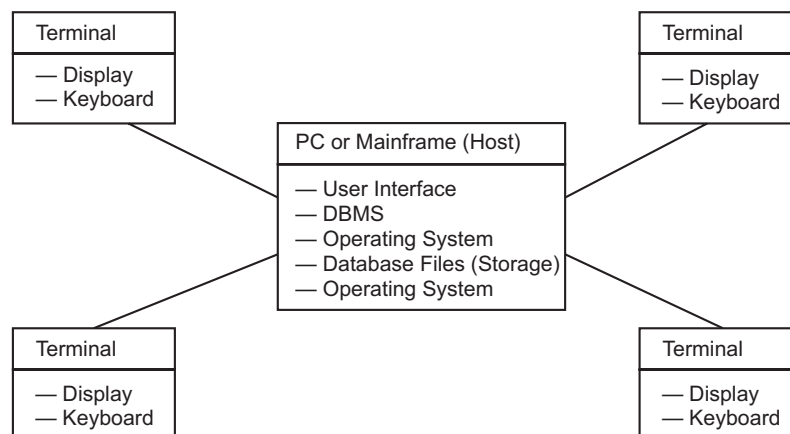 Terminal
— Display
— Keyboard
Terminal
— Display
— Keyboard
PC or Mainframe (Host)
— User Interface
— DBMS
— Operating System
— Database Files (Storage)
— Operating System
Terminal
— Display
— Keyboard
Terminal
— Display
— Keyboard